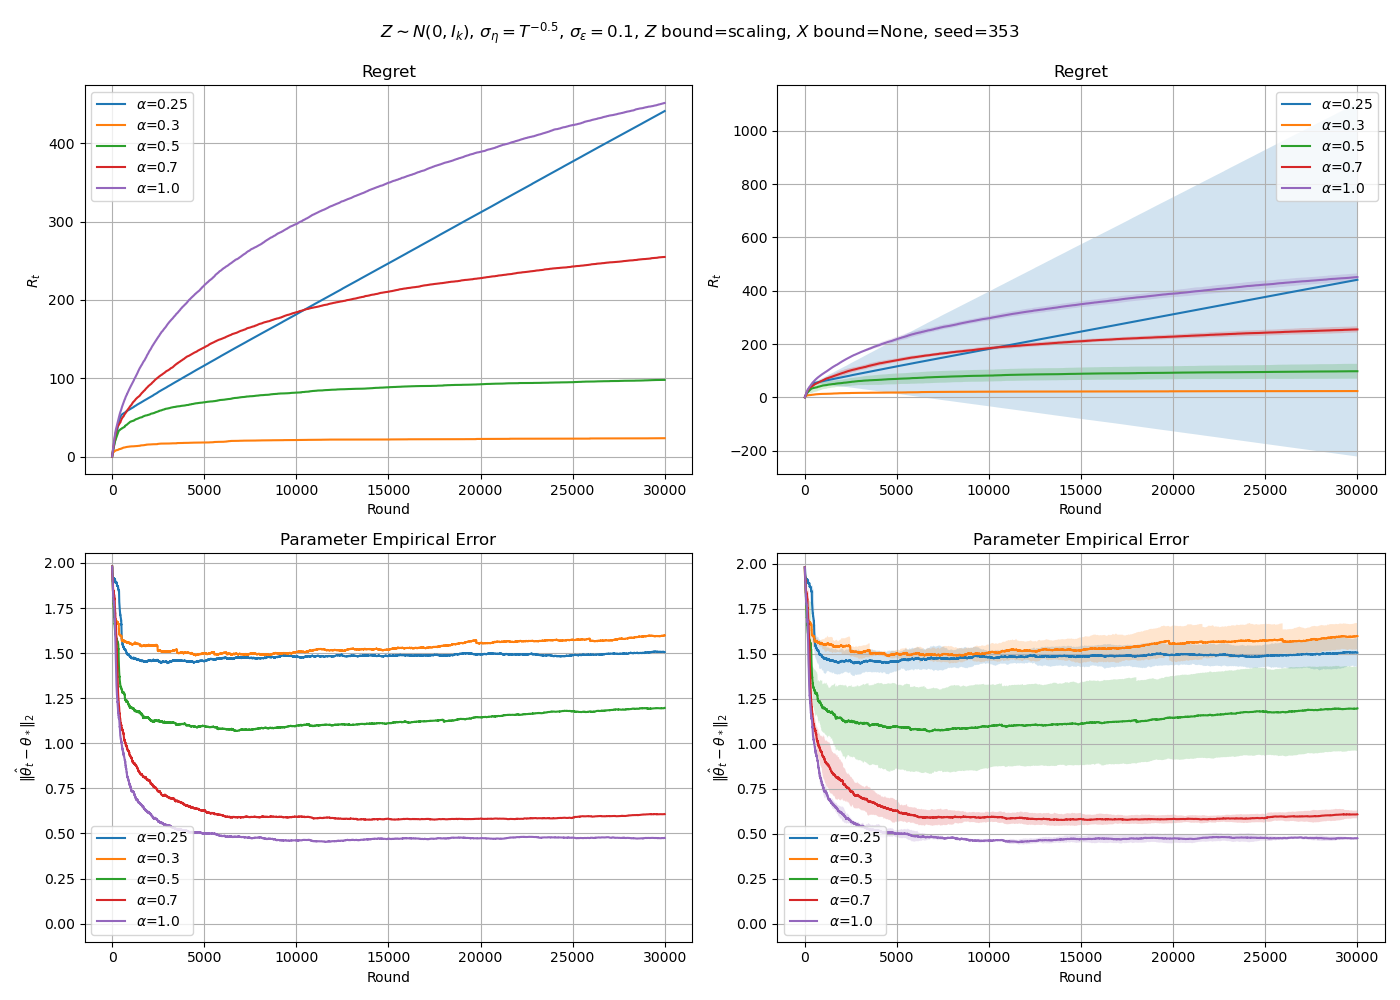 Z ∼ N(0, I_k), σ_η = T^{−0.5}, σ_ε = 0.1, Z bound=scaling, X bound=None, seed=353
Regret
R_t
400
300
200
100
0
α=0.25
α=0.3
α=0.5
α=0.7
α=1.0
0 5000 10000 15000 20000 25000 30000
Round
Regret
R_t
1000
800
600
400
200
0
−200
α=0.25
α=0.3
α=0.5
α=0.7
α=1.0
0 5000 10000 15000 20000 25000 30000
Round
Parameter Empirical Error
‖θ̂_t − θ_*‖_2
2.00
1.75
1.50
1.25
1.00
0.75
0.50
0.25
0.00
α=0.25
α=0.3
α=0.5
α=0.7
α=1.0
0 5000 10000 15000 20000 25000 30000
Round
Parameter Empirical Error
‖θ̂_t − θ_*‖_2
2.00
1.75
1.50
1.25
1.00
0.75
0.50
0.25
0.00
α=0.25
α=0.3
α=0.5
α=0.7
α=1.0
0 5000 10000 15000 20000 25000 30000
Round